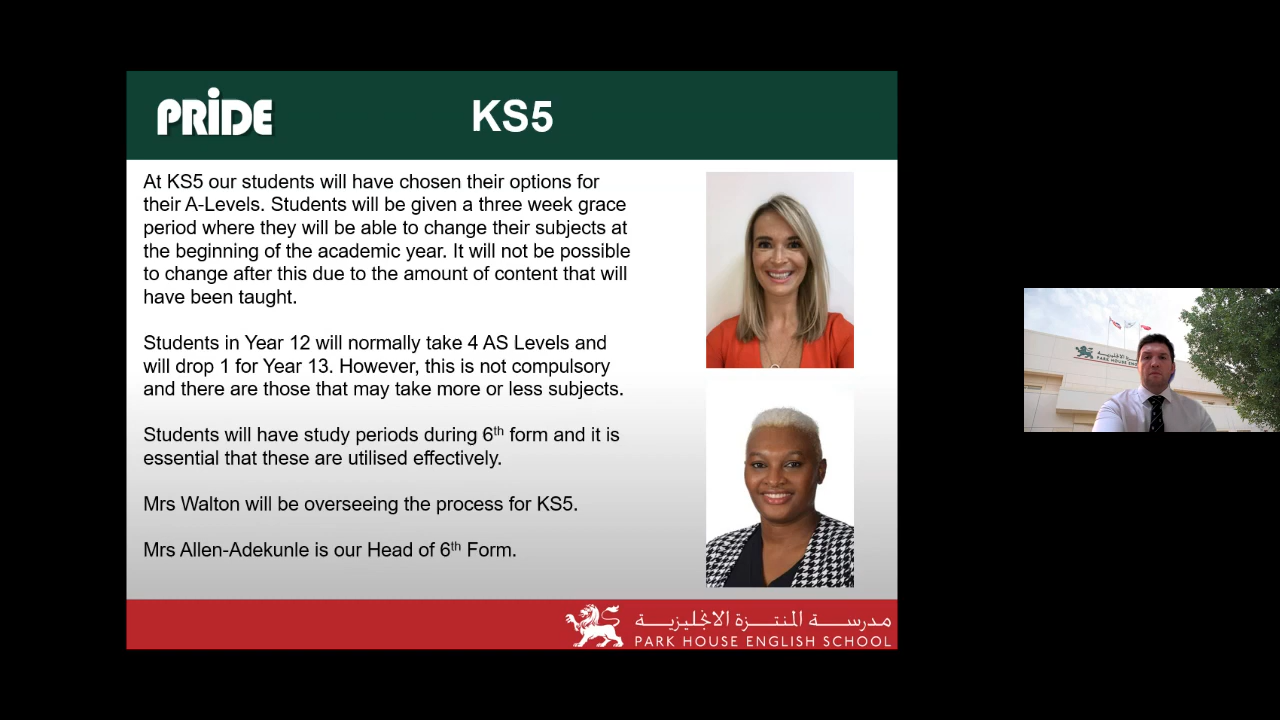 PRIDE
KS5
At KS5 our students will have chosen their options for
their A-Levels. Students will be given a three week grace
period where they will be able to change their subjects at
the beginning of the academic year. It will not be possible
to change after this due to the amount of content that will
have been taught.
Students in Year 12 will normally take 4 AS Levels and
will drop 1 for Year 13. However, this is not compulsory
and there are those that may take more or less subjects.
Students will have study periods during 6th form and it is
essential that these are utilised effectively.
Mrs Walton will be overseeing the process for KS5.
Mrs Allen-Adekunle is our Head of 6th Form.
مدرسة المنتزة الانجليزية
PARK HOUSE ENGLISH SCHOOL
PARK HOUSE